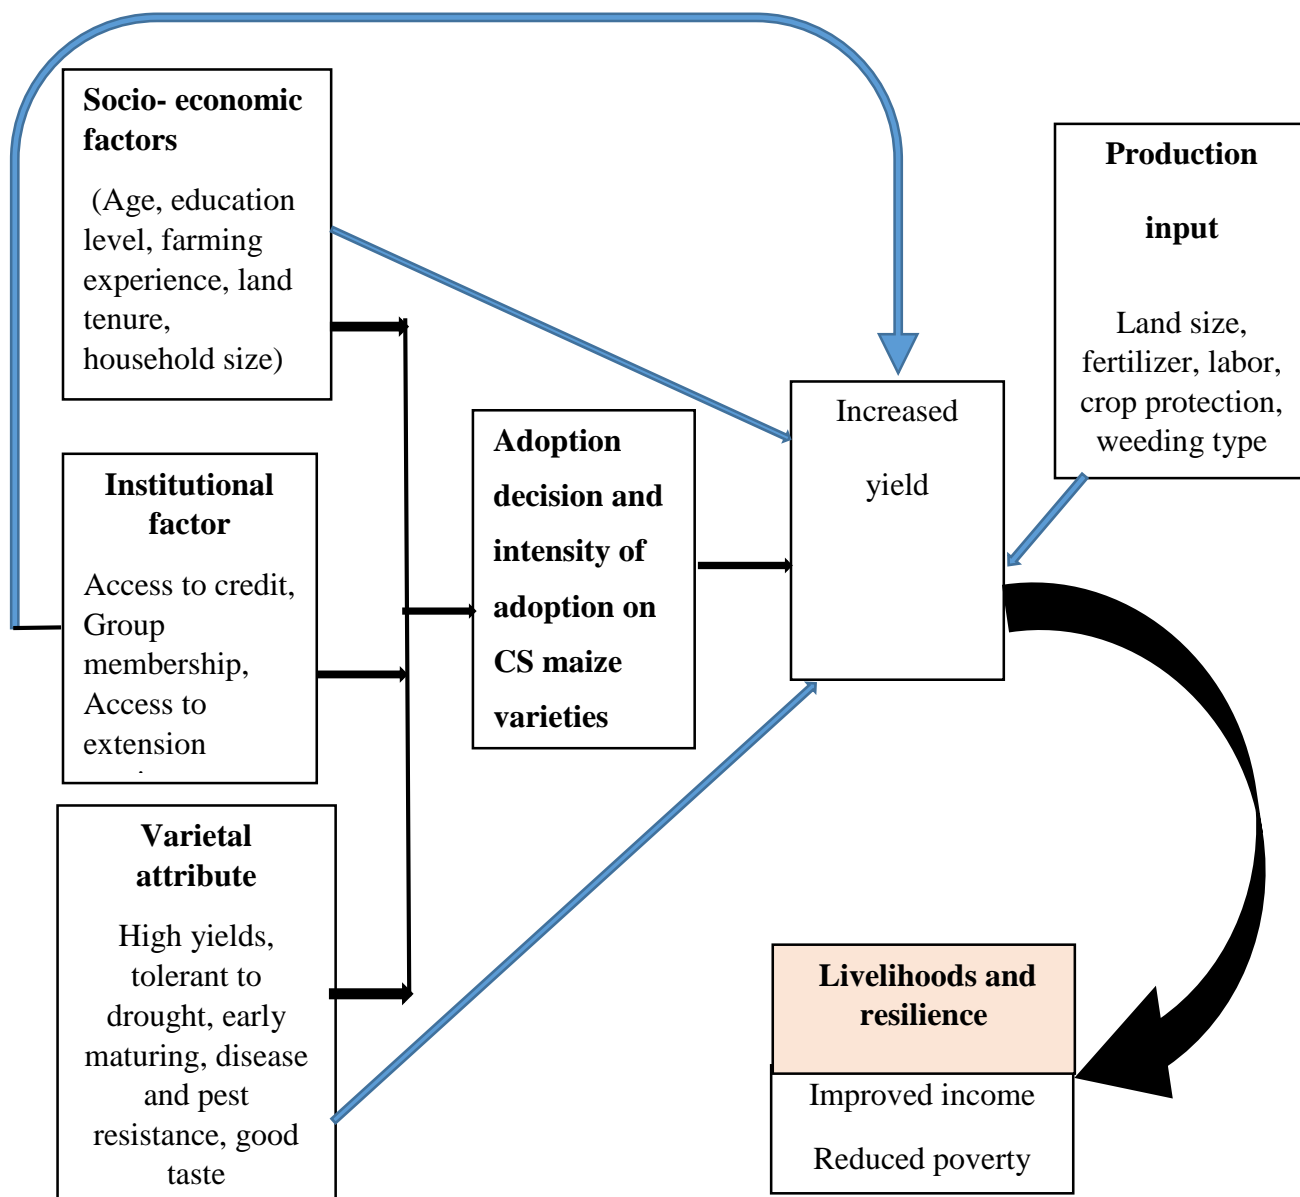 Socio- economic
factors
(Age, education
level, farming
experience, land
tenure,
household size)
Institutional
factor
Access to credit,
Group
membership,
Access to
extension
Varietal
attribute
High yields,
tolerant to
drought, early
maturing, disease
and pest
resistance, good
taste
Adoption
decision and
intensity of
adoption on
CS maize
varieties
Increased
yield
Production
input
Land size,
fertilizer, labor,
crop protection,
weeding type
Livelihoods and
resilience
Improved income
Reduced poverty